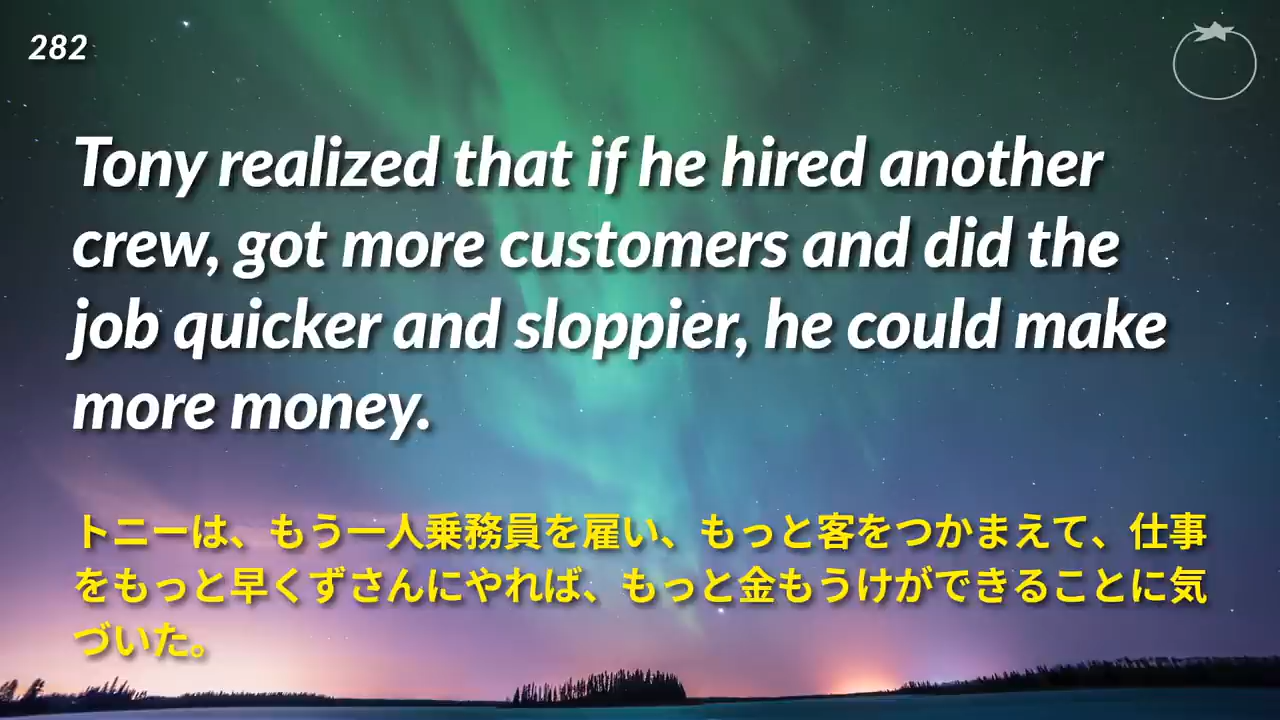 282
Tony realized that if he hired another
crew, got more customers and did the
job quicker and sloppier, he could make
more money.
トニーは、もう一人乗務員を雇い、もっと客をつかまえて、仕事
をもっと早くずさんにやれば、もっと金もうけができることに気
づいた。